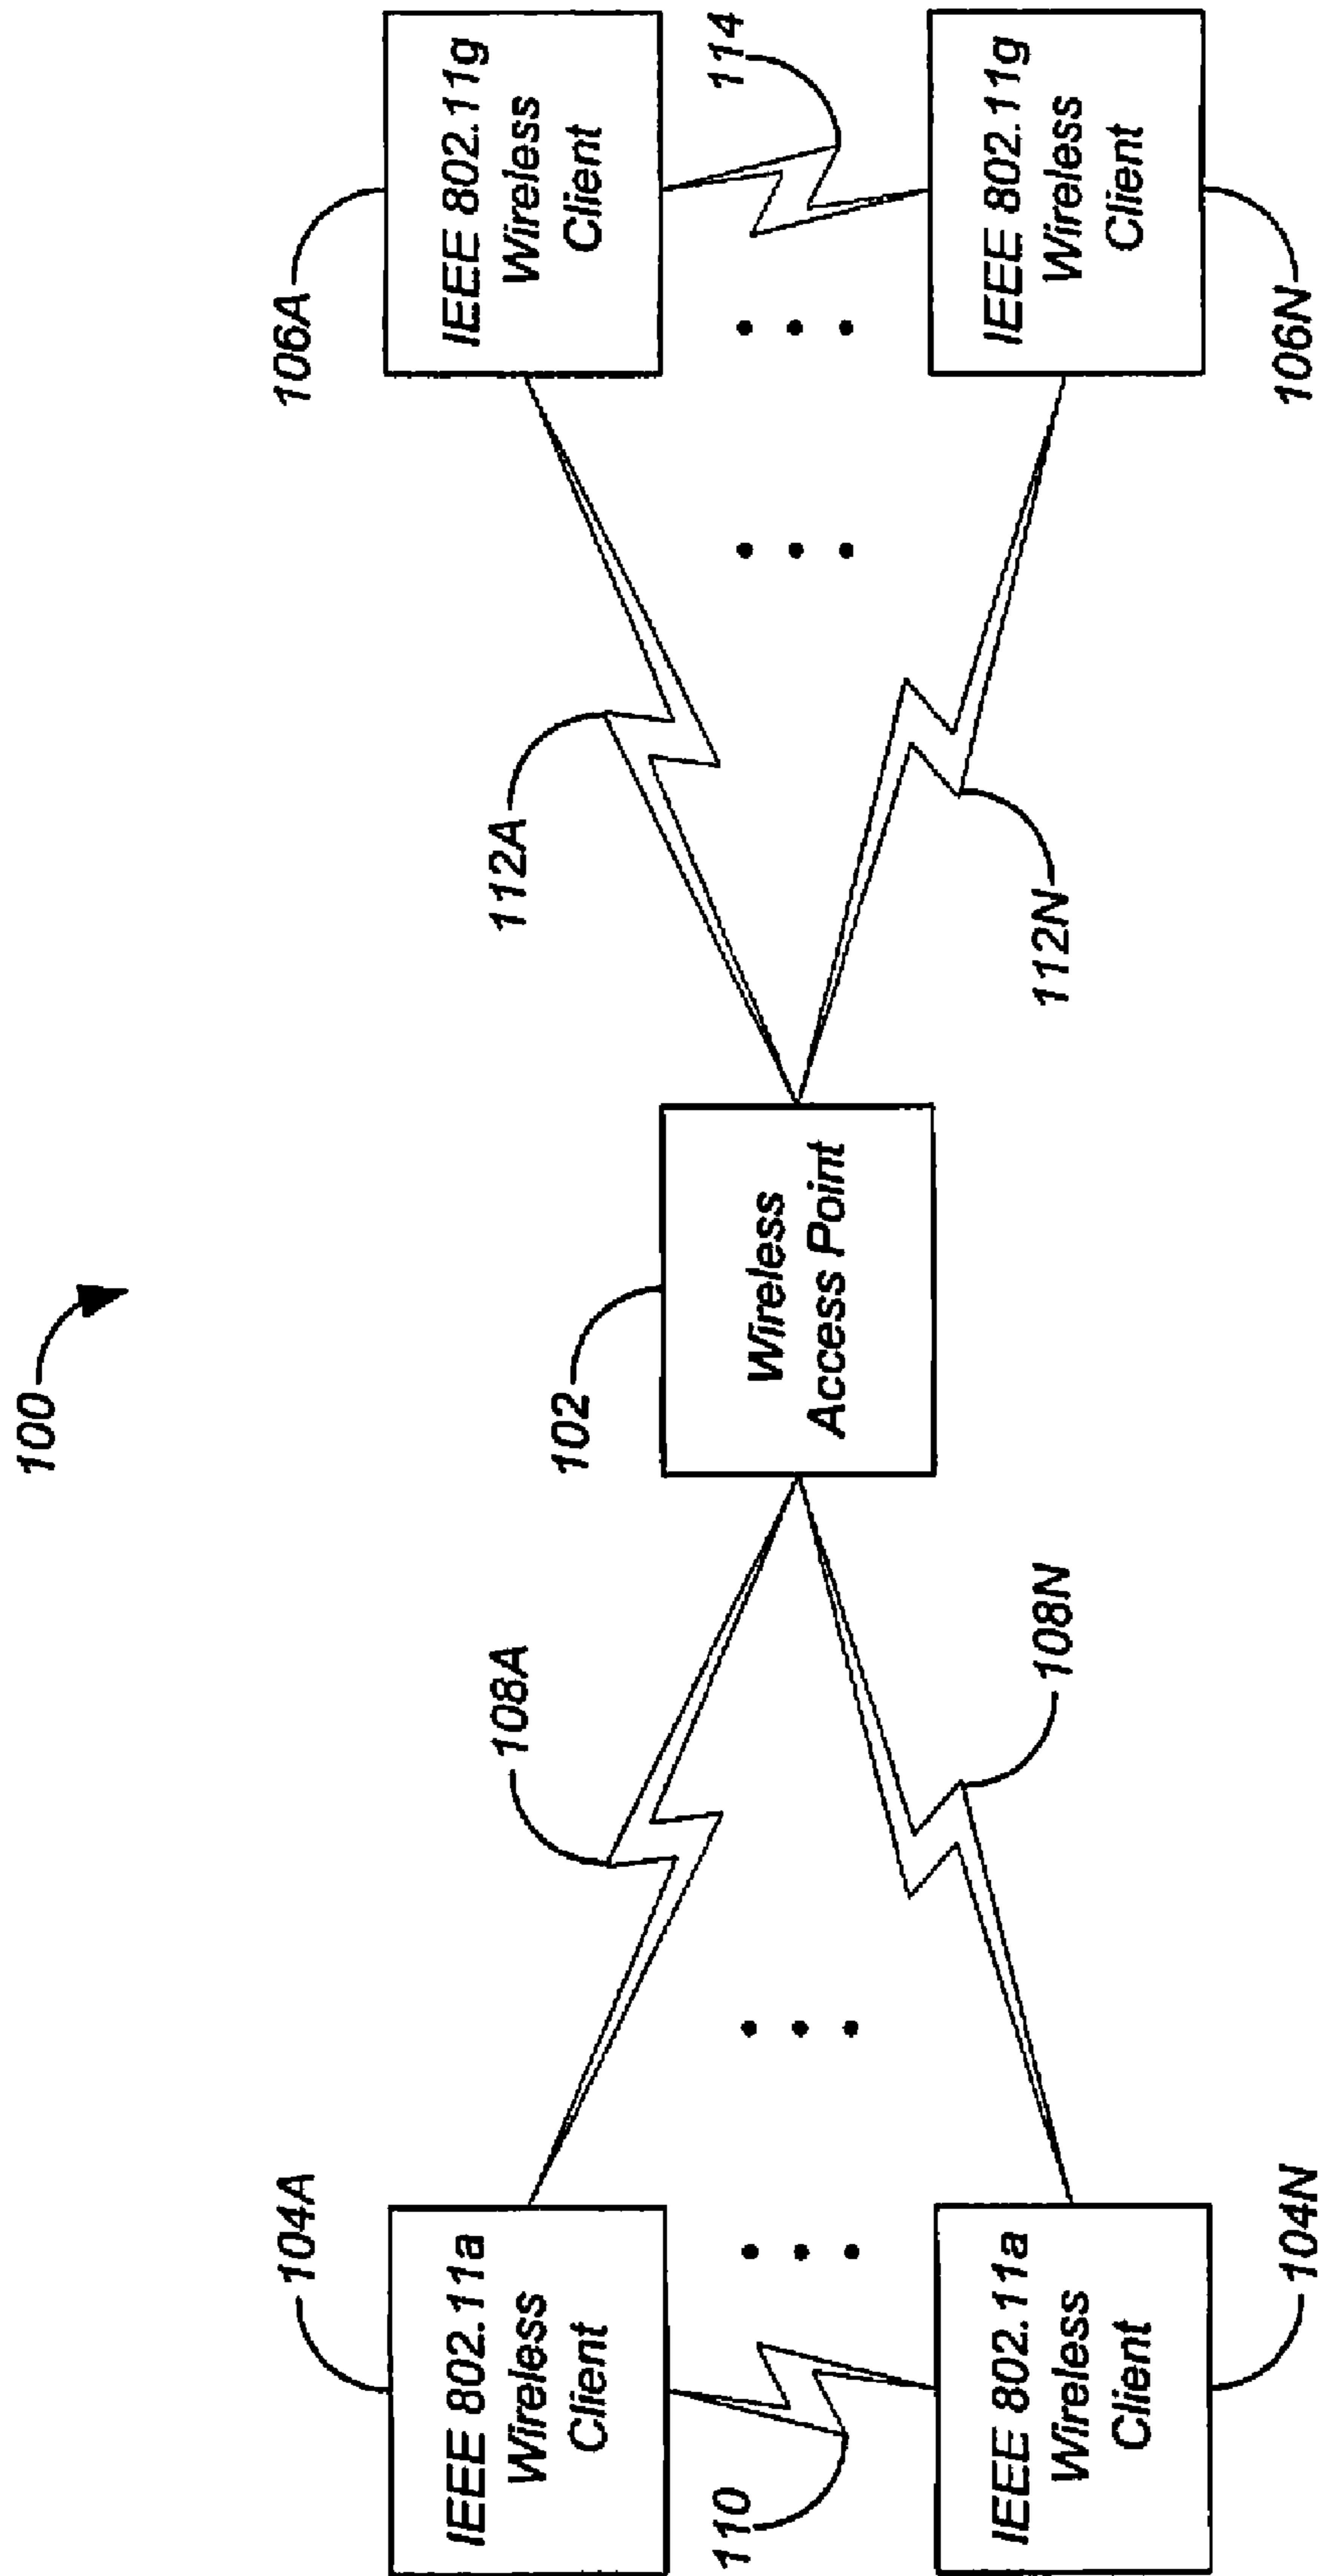 100
104A
102
106A
IEEE 802.11a
Wireless
Client
108A
112A
IEEE 802.11g
Wireless
Client
110
Wireless
Access Point
114
IEEE 802.11a
Wireless
Client
108N
112N
IEEE 802.11g
Wireless
Client
104N
106N